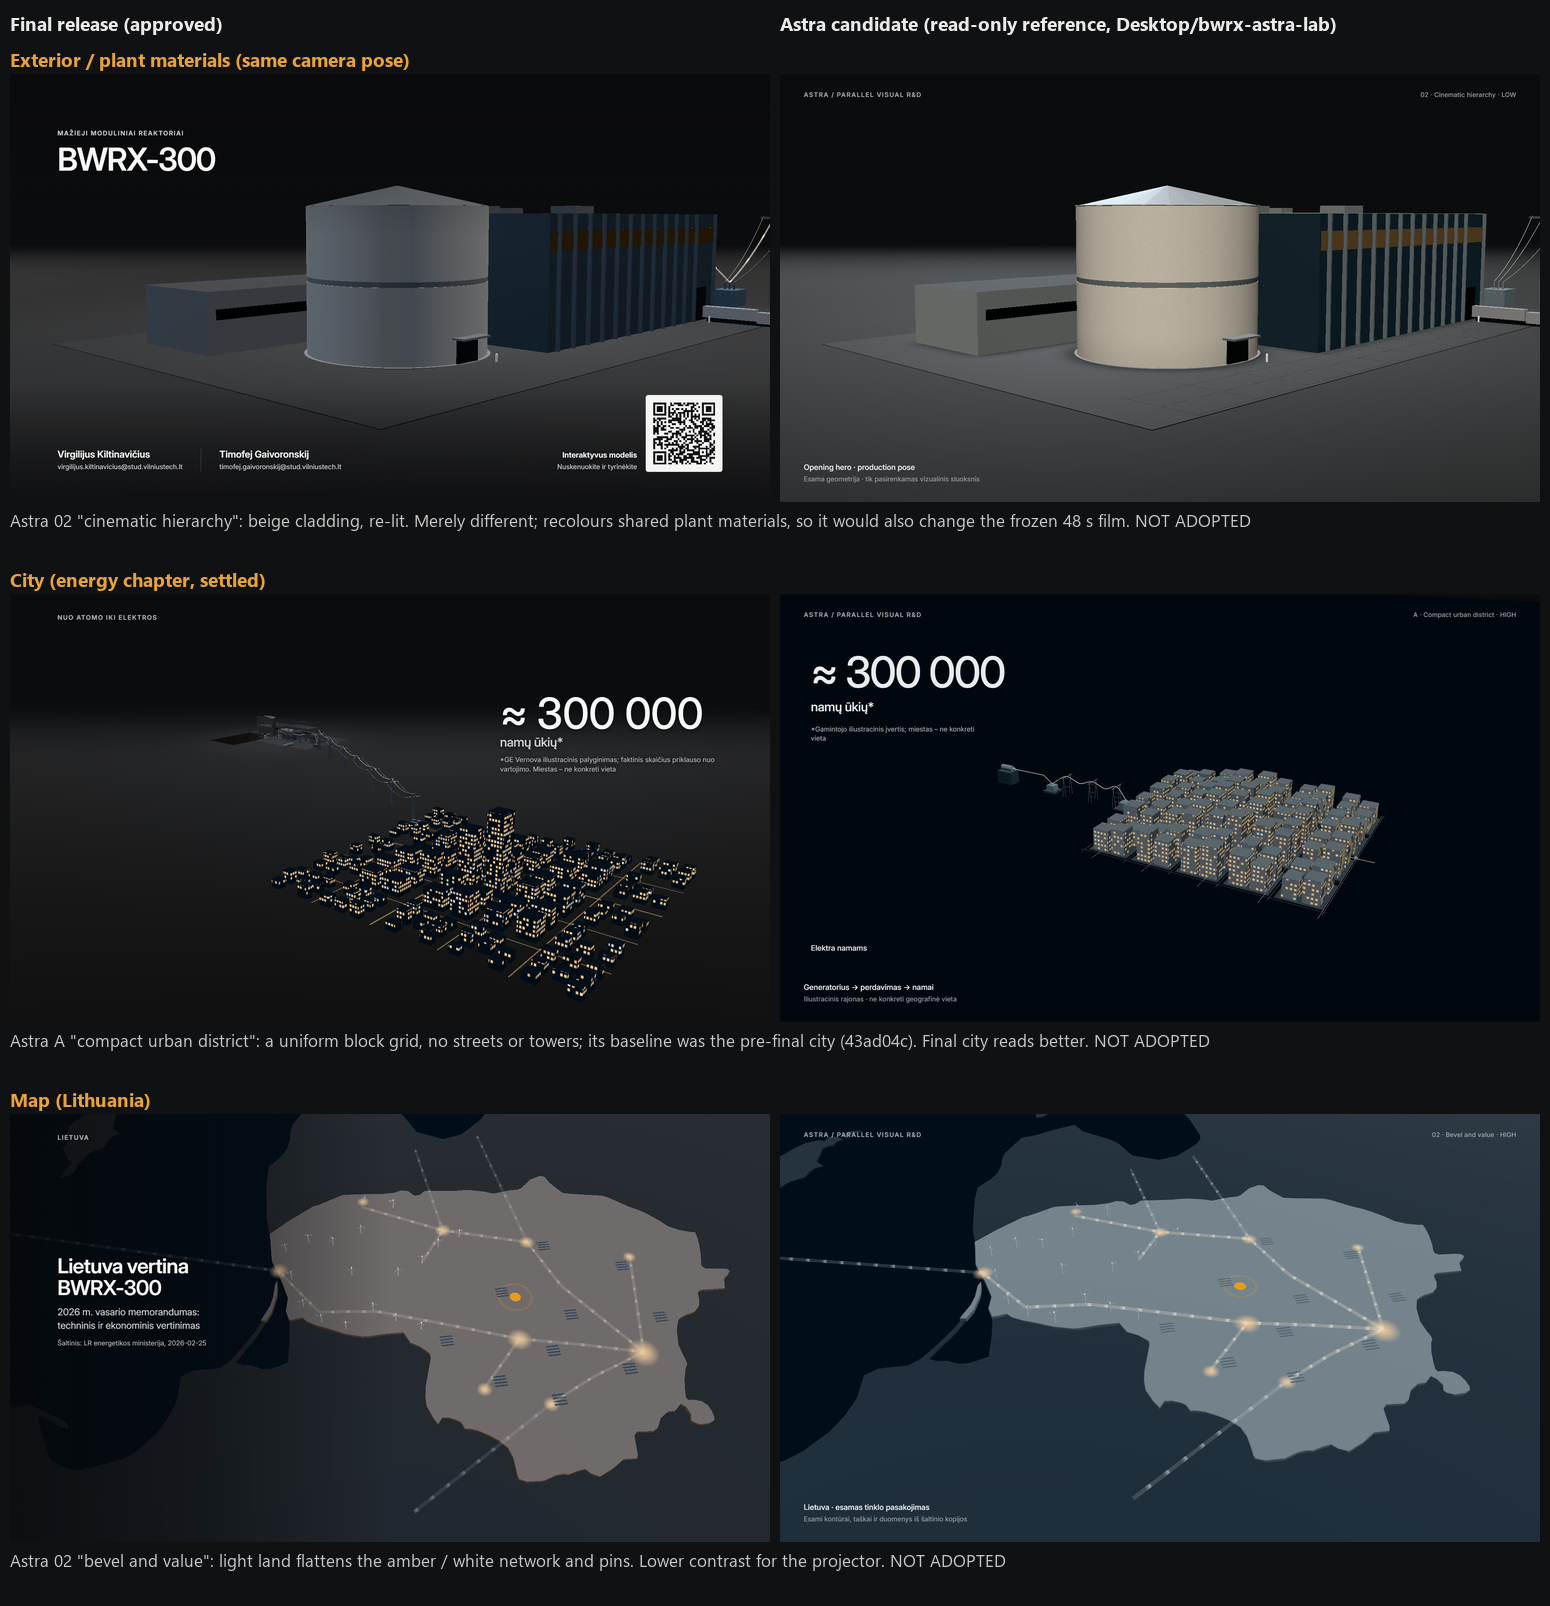 Final release (approved)
Astra candidate (read-only reference, Desktop/bwrx-astra-lab)
Exterior / plant materials (same camera pose)
MAŽIEJI MODULINIAI REAKTORIAI
BWRX-300
Virgilijus Kiltinavičius
virgilijus.kiltinavicius@stud.vilniustech.lt
Timofej Gaivoronskij
timofej.gaivoronskij@stud.vilniustech.lt
Interaktyvus modelis
Nuskenuokite ir tyrinėkite
ASTRA / PARALLEL VISUAL R&D
02 · Cinematic hierarchy · LOW
Opening hero · production pose
Esama geometrija · tik pasirenkamas vizualinis sluoksnis
Astra 02 "cinematic hierarchy": beige cladding, re-lit. Merely different; recolours shared plant materials, so it would also change the frozen 48 s film. NOT ADOPTED
City (energy chapter, settled)
NUO ATOMO IKI ELEKTROS
≈ 300 000
namų ūkių*
*GE Vernova iliustracinis palyginimas; faktinis skaičius priklauso nuo
vartojimo. Miestas – ne konkreti vieta
ASTRA / PARALLEL VISUAL R&D
A · Compact urban district · HIGH
≈ 300 000
namų ūkių*
*Gamintojo iliustracinis įvertis; miestas – ne konkreti
vieta
Elektra namams
Generatorius → perdavimas → namai
Iliustracinis rajonas · ne konkreti geografinė vieta
Astra A "compact urban district": a uniform block grid, no streets or towers; its baseline was the pre-final city (43ad04c). Final city reads better. NOT ADOPTED
Map (Lithuania)
LIETUVA
Lietuva vertina
BWRX-300
2026 m. vasario memorandumas:
techninis ir ekonominis vertinimas
Šaltinis: LR energetikos ministerija, 2026-02-25
ASTRA / PARALLEL VISUAL R&D
02 · Bevel and value · HIGH
Lietuva · esamas tinklo pasakojimas
Esami kontūrai, taškai ir duomenys iš šaltinio kopijos
Astra 02 "bevel and value": light land flattens the amber / white network and pins. Lower contrast for the projector. NOT ADOPTED